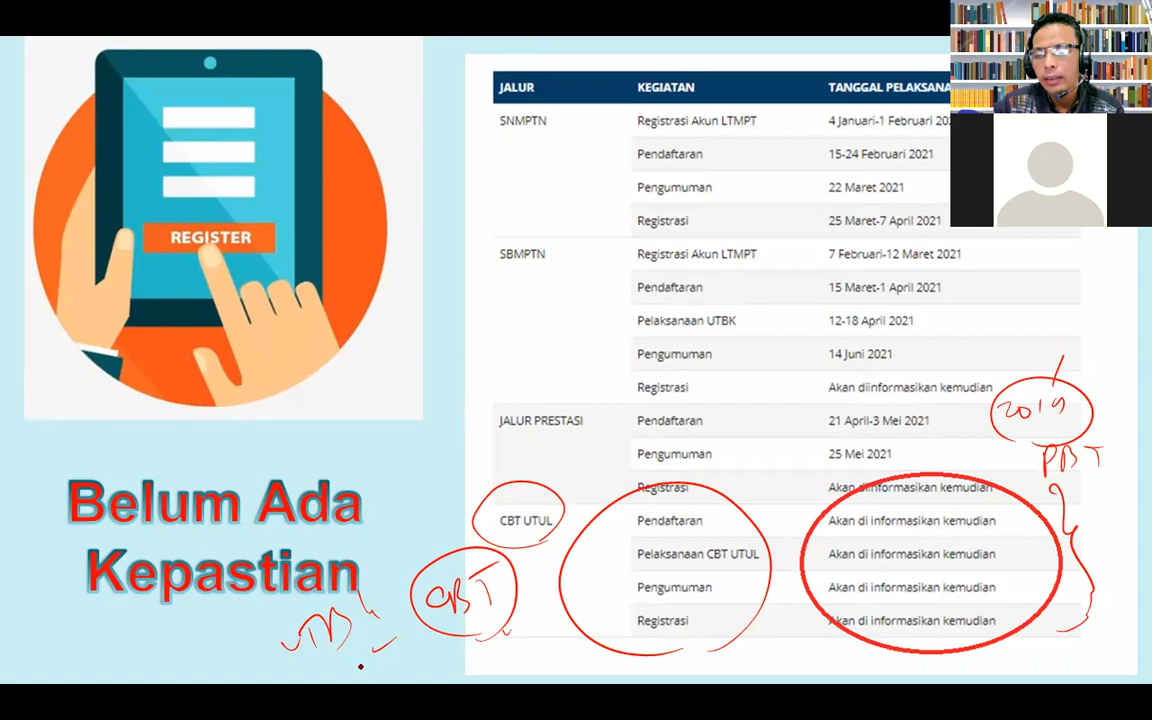 REGISTER
Belum Ada
Kepastian
JALUR KEGIATAN TANGGAL PELAKSANA
SNMPTN Registrasi Akun LTMPT 4 Januari-1 Februari 202
Pendaftaran 15-24 Februari 2021
Pengumuman 22 Maret 2021
Registrasi 25 Maret-7 April 2021
SBMPTN Registrasi Akun LTMPT 7 Februari-12 Maret 2021
Pendaftaran 15 Maret-1 April 2021
Pelaksanaan UTBK 12-18 April 2021
Pengumuman 14 Juni 2021
Registrasi Akan diinformasikan kemudian
JALUR PRESTASI Pendaftaran 21 April-3 Mei 2021
Pengumuman 25 Mei 2021
Registrasi Akan diinformasikan kemudian
CBT UTUL Pendaftaran Akan di informasikan kemudian
Pelaksanaan CBT UTUL Akan di informasikan kemudian
Pengumuman Akan di informasikan kemudian
Registrasi Akan di informasikan kemudian
2019
PBT
CBT
UTBK